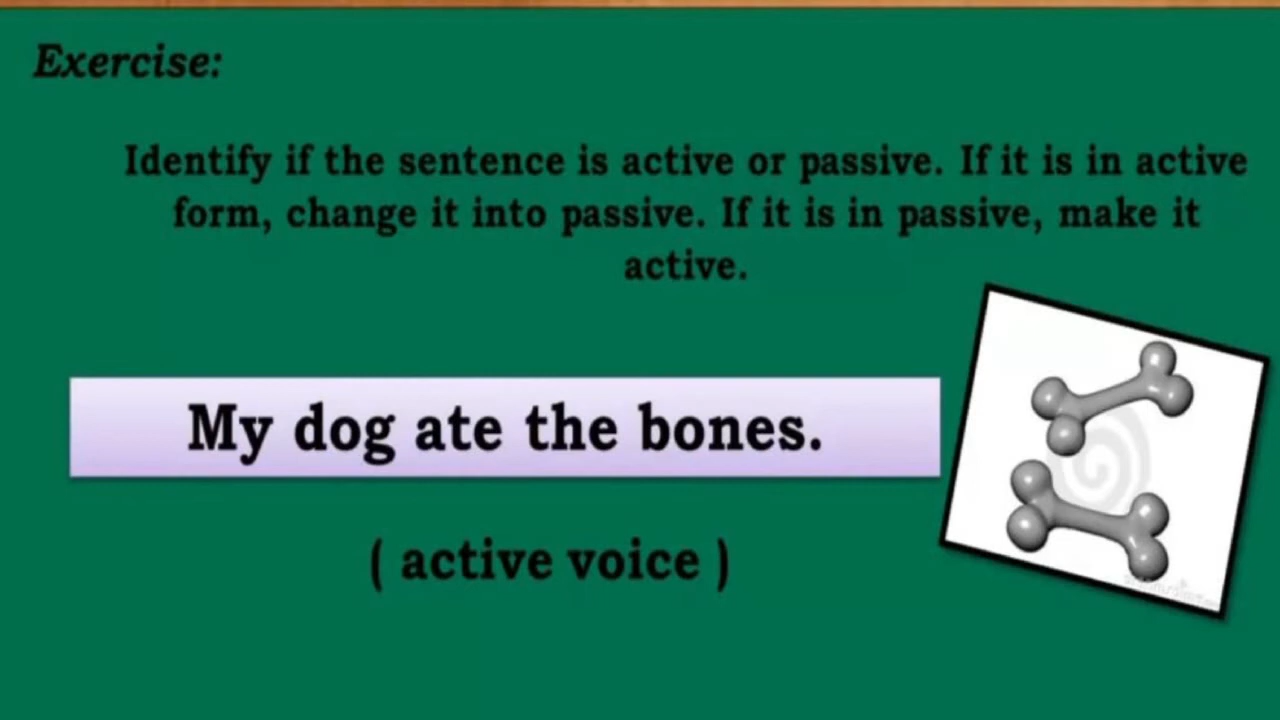 Exercise:
Identify if the sentence is active or passive. If it is in active
form, change it into passive. If it is in passive, make it
active.
My dog ate the bones.
( active voice )